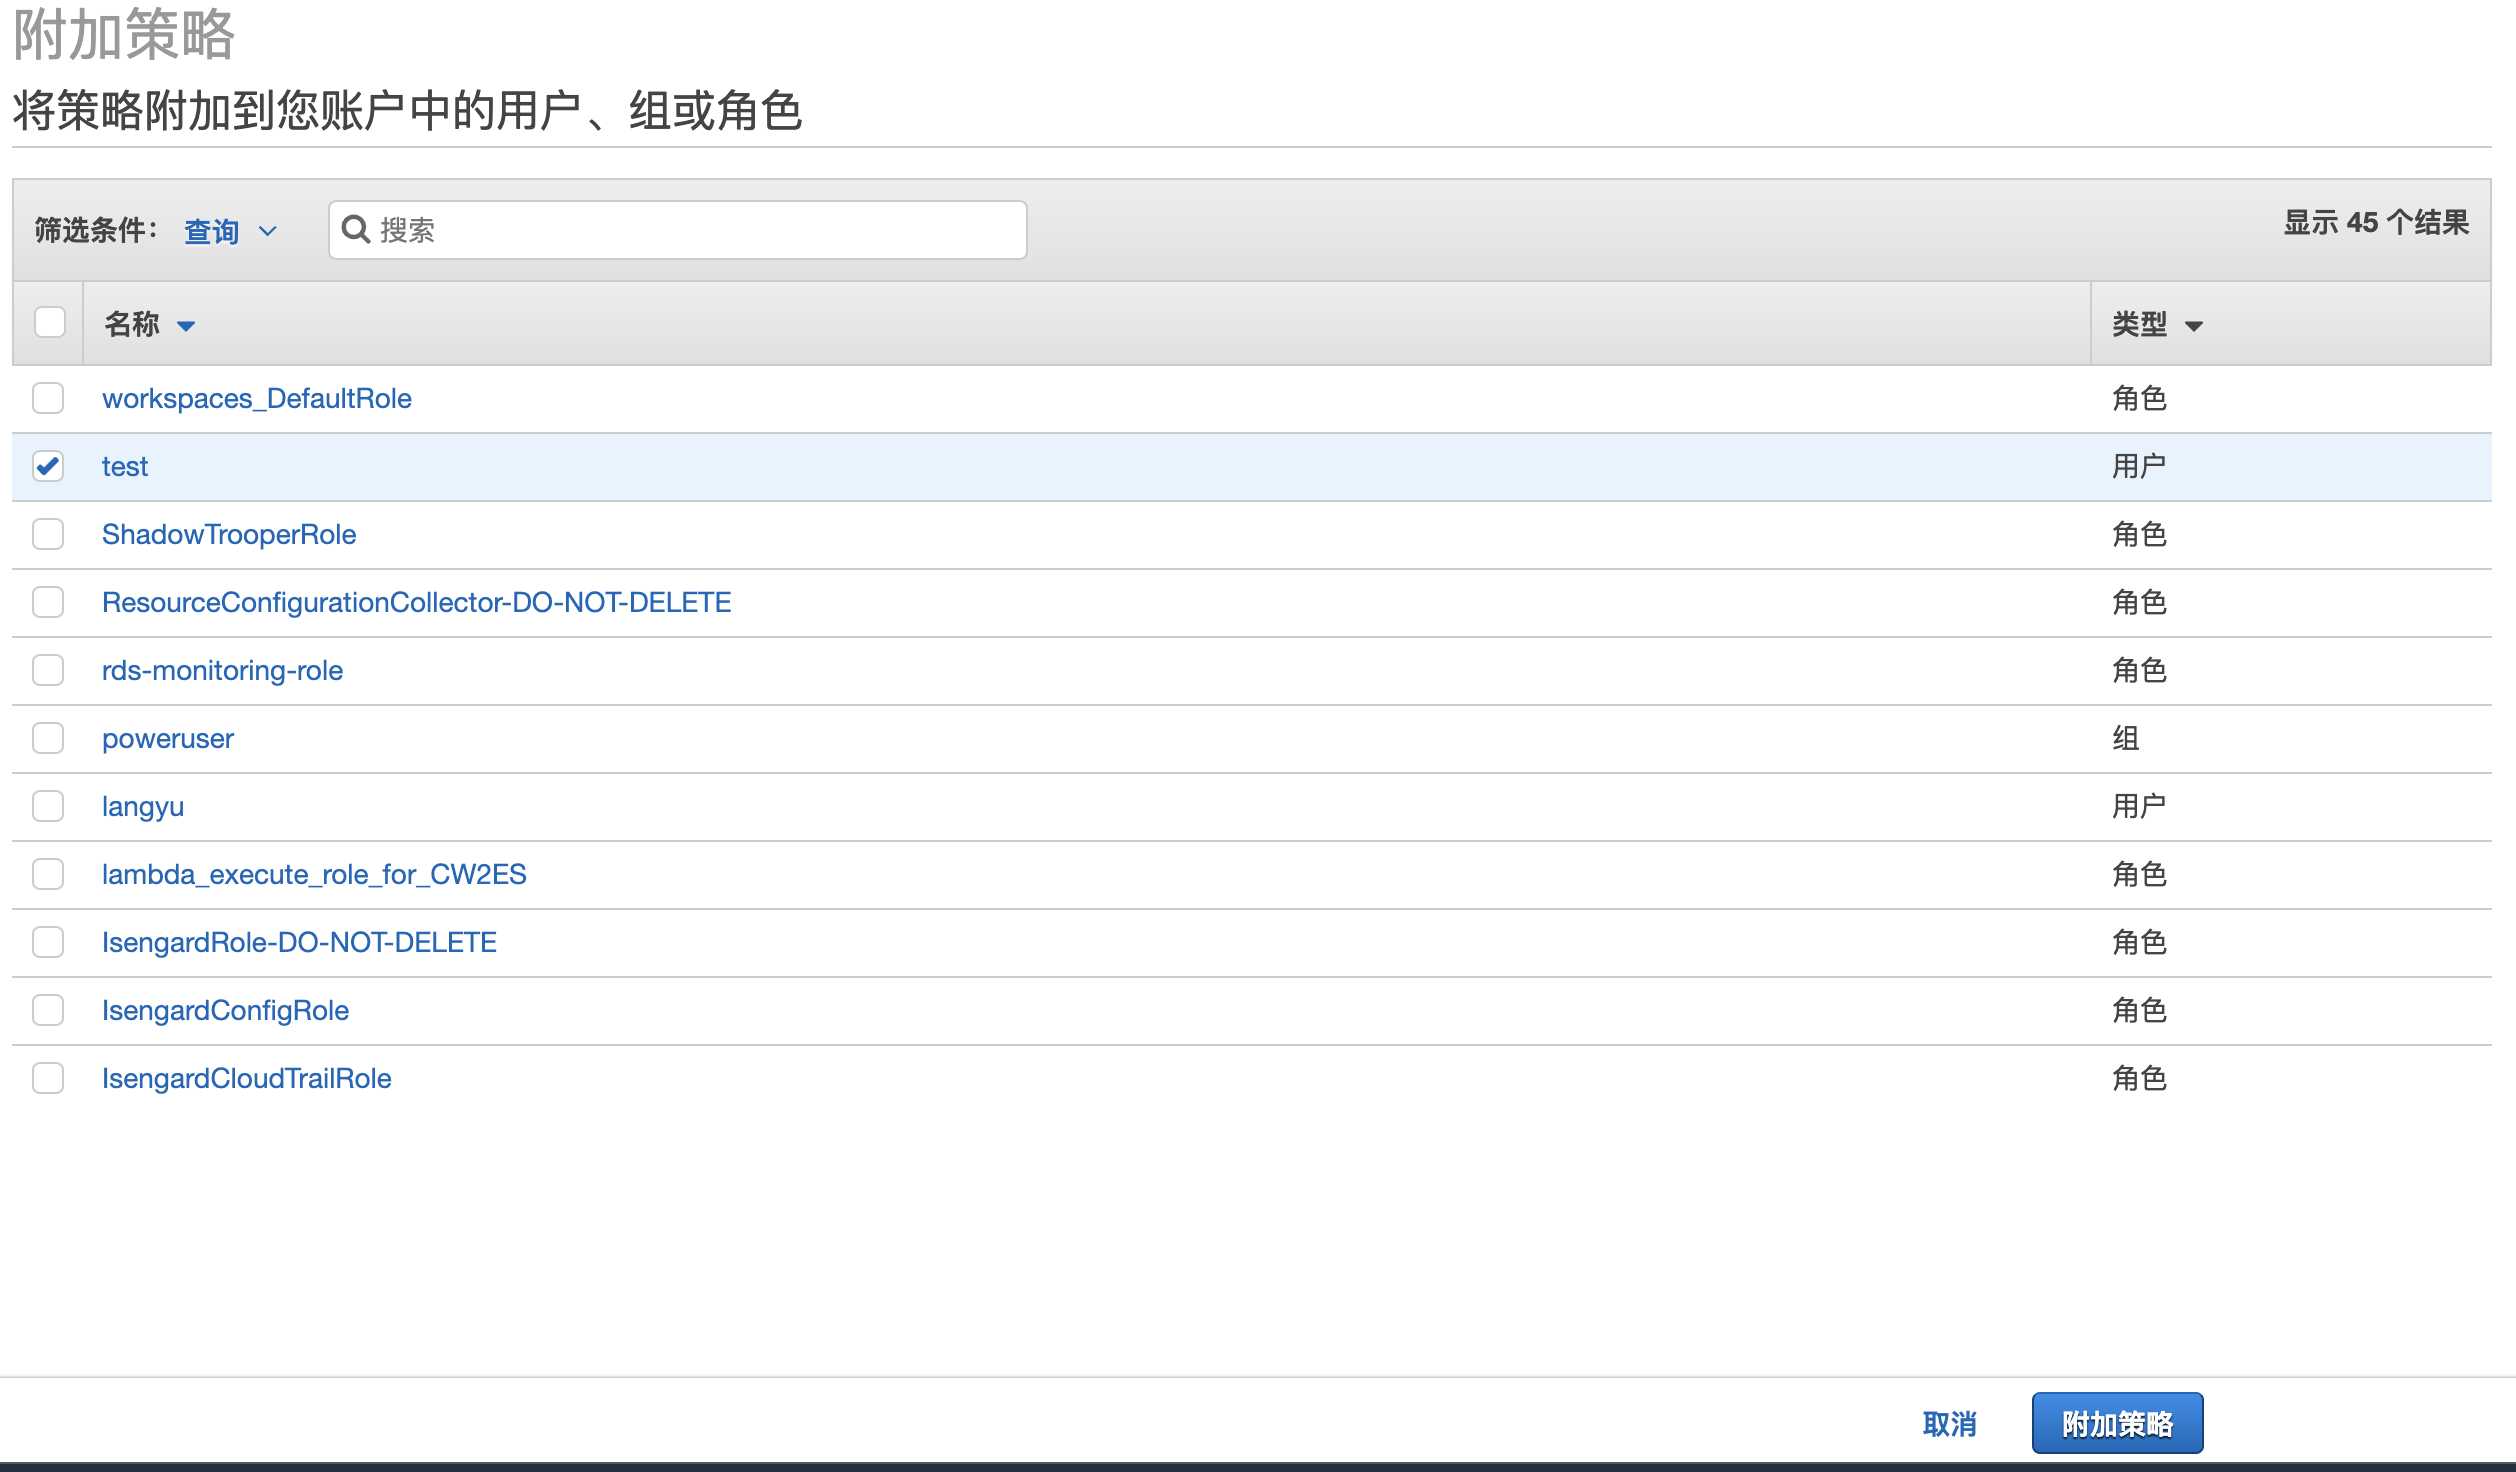 附加策略
将策略附加到您账户中的用户、组或角色
筛选条件： 查询 搜索 显示 45 个结果
名称 类型
workspaces_DefaultRole 角色
test 用户
ShadowTrooperRole 角色
ResourceConfigurationCollector-DO-NOT-DELETE 角色
rds-monitoring-role 角色
poweruser 组
langyu 用户
lambda_execute_role_for_CW2ES 角色
IsengardRole-DO-NOT-DELETE 角色
IsengardConfigRole 角色
IsengardCloudTrailRole 角色
取消 附加策略